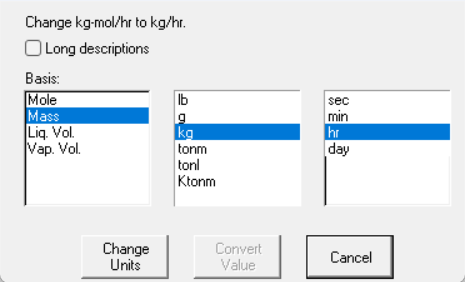 Change kg-mol/hr to kg/hr.
Long descriptions
Basis:
Mole
Mass
Liq. Vol.
Vap. Vol.
lb
g
kg
tonm
tonl
Ktonm
sec
min
hr
day
Change
Units
Convert
Value
Cancel